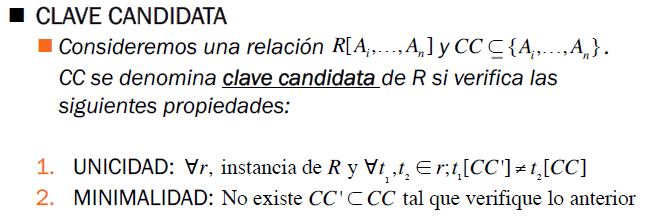 CLAVE CANDIDATA
Consideremos una relación R[Aᵢ,…,Aₙ] y CC ⊆ {Aᵢ,…,Aₙ}.
CC se denomina clave candidata de R si verifica las
siguientes propiedades:
1. UNICIDAD: ∀r, instancia de R y ∀t₁,t₂ ∈ r; t₁[CC'] ≠ t₂[CC]
2. MINIMALIDAD: No existe CC' ⊂ CC tal que verifique lo anterior